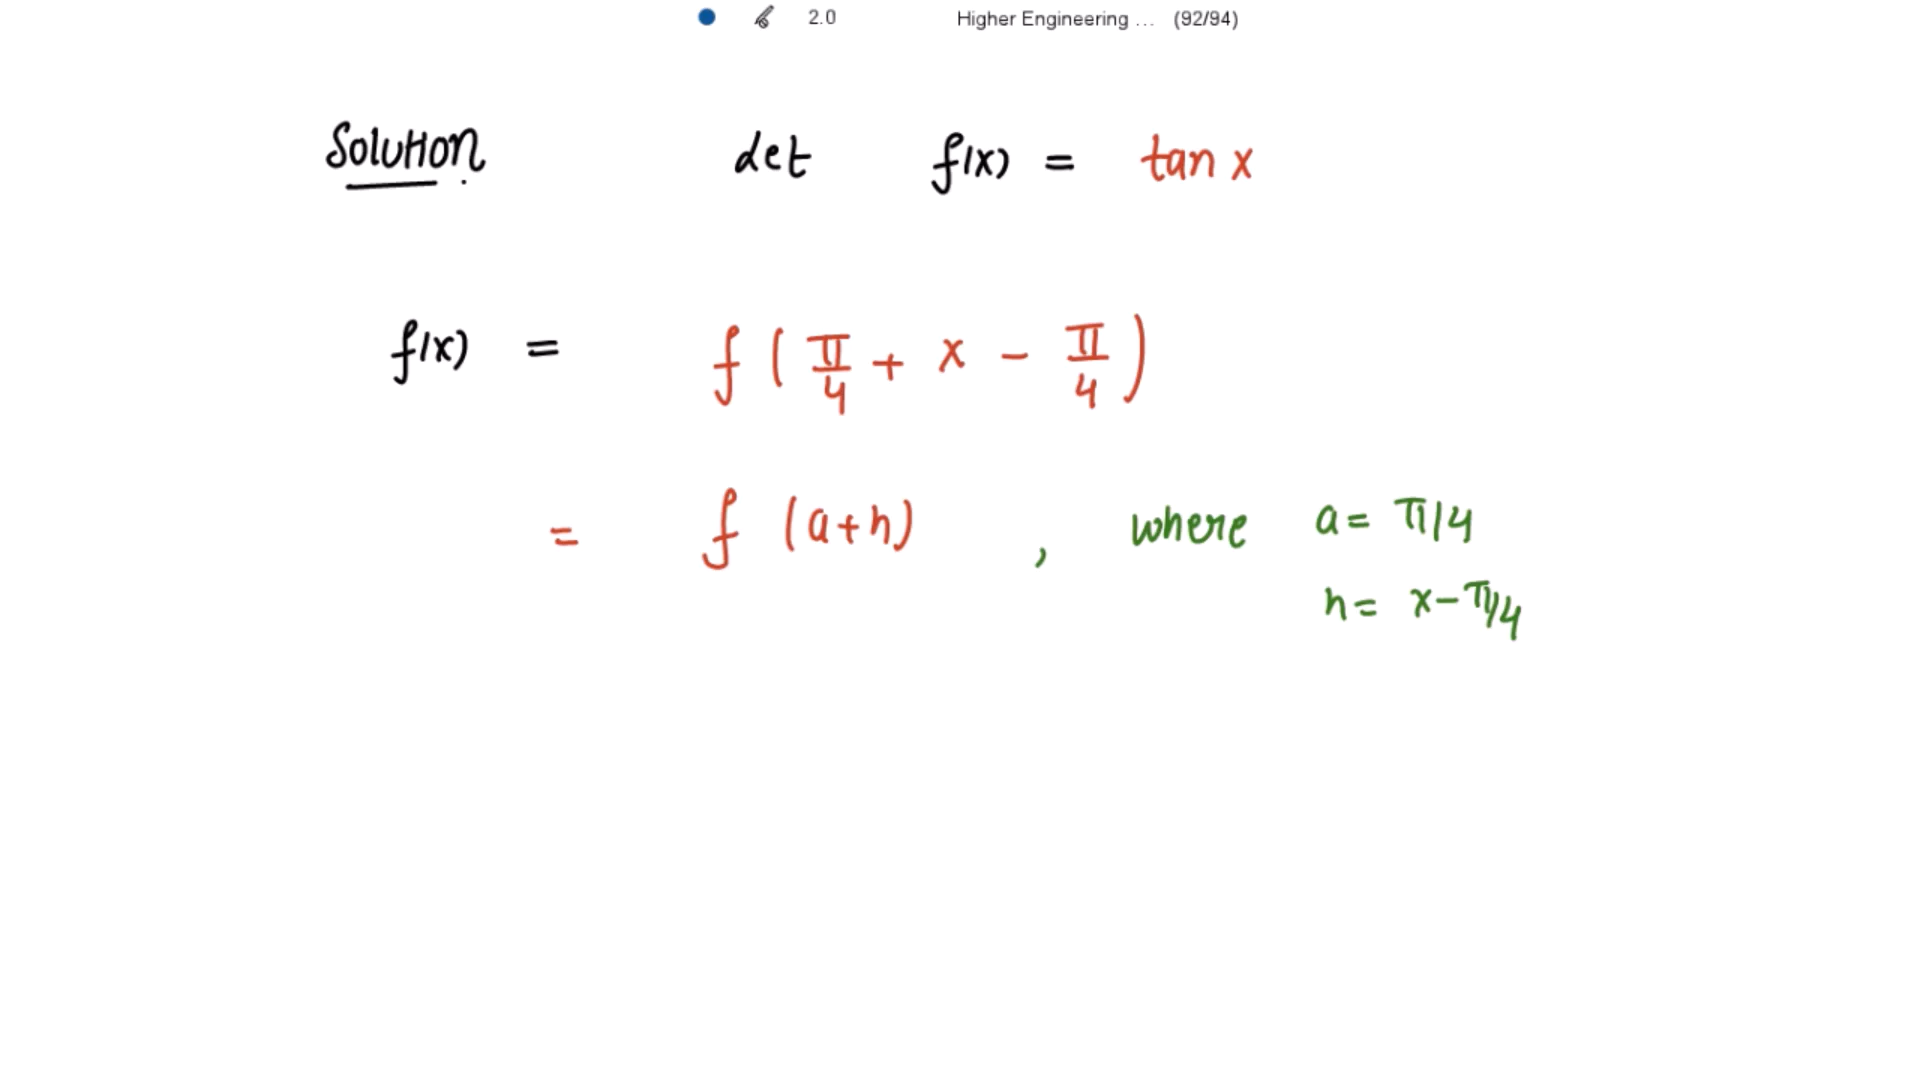 2.0 Higher Engineering ... (92/94)
Solution. Let f(x) = tan x
f(x) = f(π/4 + x - π/4)
= f(a+h) , where a = π/4
h = x-π/4